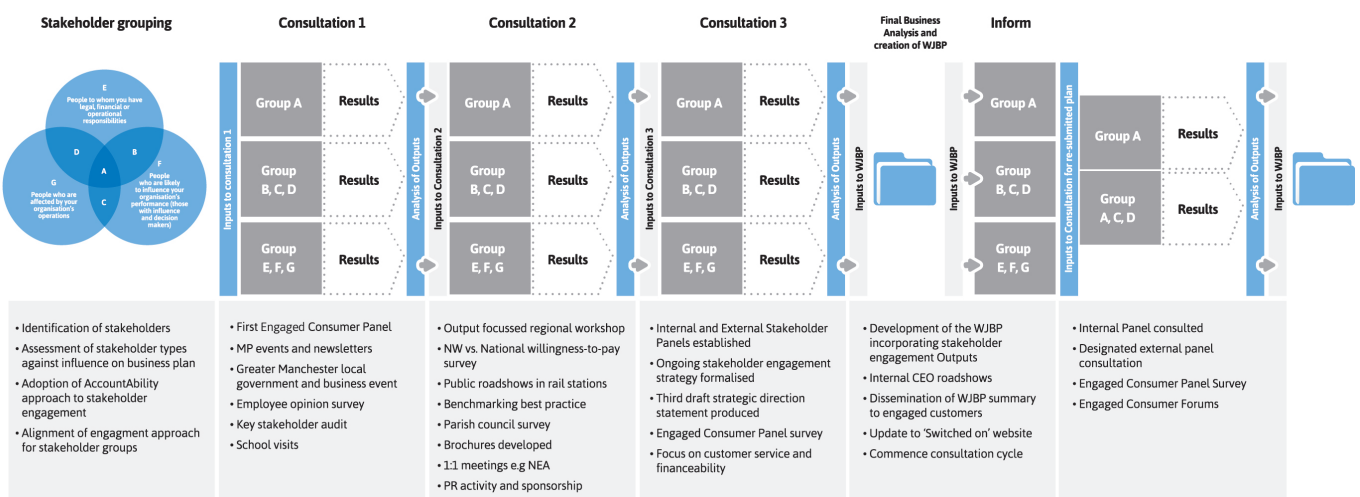 Stakeholder grouping
E
People to whom you have
legal, financial or
operational
responsibilities
D
B
A
F
People
who are likely
to influence your
organisation's
performance (those
with influence
and decision
makers)
G
People who are
affected by your
organisation's
operations
C
• Identification of stakeholders
• Assessment of stakeholder types
against influence on business plan
• Adoption of AccountAbility
approach to stakeholder
engagement
• Alignment of engagment approach
for stakeholder groups
Consultation 1
Inputs to consultation 1
Group A
Results
Group
B, C, D
Results
Group
E, F, G
Results
Analysis of Outputs
• First Engaged Consumer Panel
• MP events and newsletters
• Greater Manchester local
government and business event
• Employee opinion survey
• Key stakeholder audit
• School visits
Consultation 2
Inputs to Consultation 2
Group A
Results
Group
B, C, D
Results
Group
E, F, G
Results
Analysis of Outputs
• Output focussed regional workshop
• NW vs. National willingness-to-pay
survey
• Public roadshows in rail stations
• Benchmarking best practice
• Parish council survey
• Brochures developed
• 1:1 meetings e.g NEA
• PR activity and sponsorship
Consultation 3
Inputs to Consultation 3
Group A
Results
Group
B, C, D
Results
Group
E, F, G
Results
Analysis of Outputs
• Internal and External Stakeholder
Panels established
• Ongoing stakeholder engagement
strategy formalised
• Third draft strategic direction
statement produced
• Engaged Consumer Panel survey
• Focus on customer service and
financeability
Final Business
Analysis and
creation of WJBP
Inputs to WJBP
Inputs to WJBP
• Development of the WJBP
incorporating stakeholder
engagement Outputs
• Internal CEO roadshows
• Dissemination of WJBP summary
to engaged customers
• Update to 'Switched on' website
• Commence consultation cycle
Inform
Group A
Group
B, C, D
Group
E, F, G
Inputs to Consultation for re-submitted plan
Group A
Results
Group
A, C, D
Results
Analysis of Outputs
Inputs to WJBP
• Internal Panel consulted
• Designated external panel
consultation
• Engaged Consumer Panel Survey
• Engaged Consumer Forums